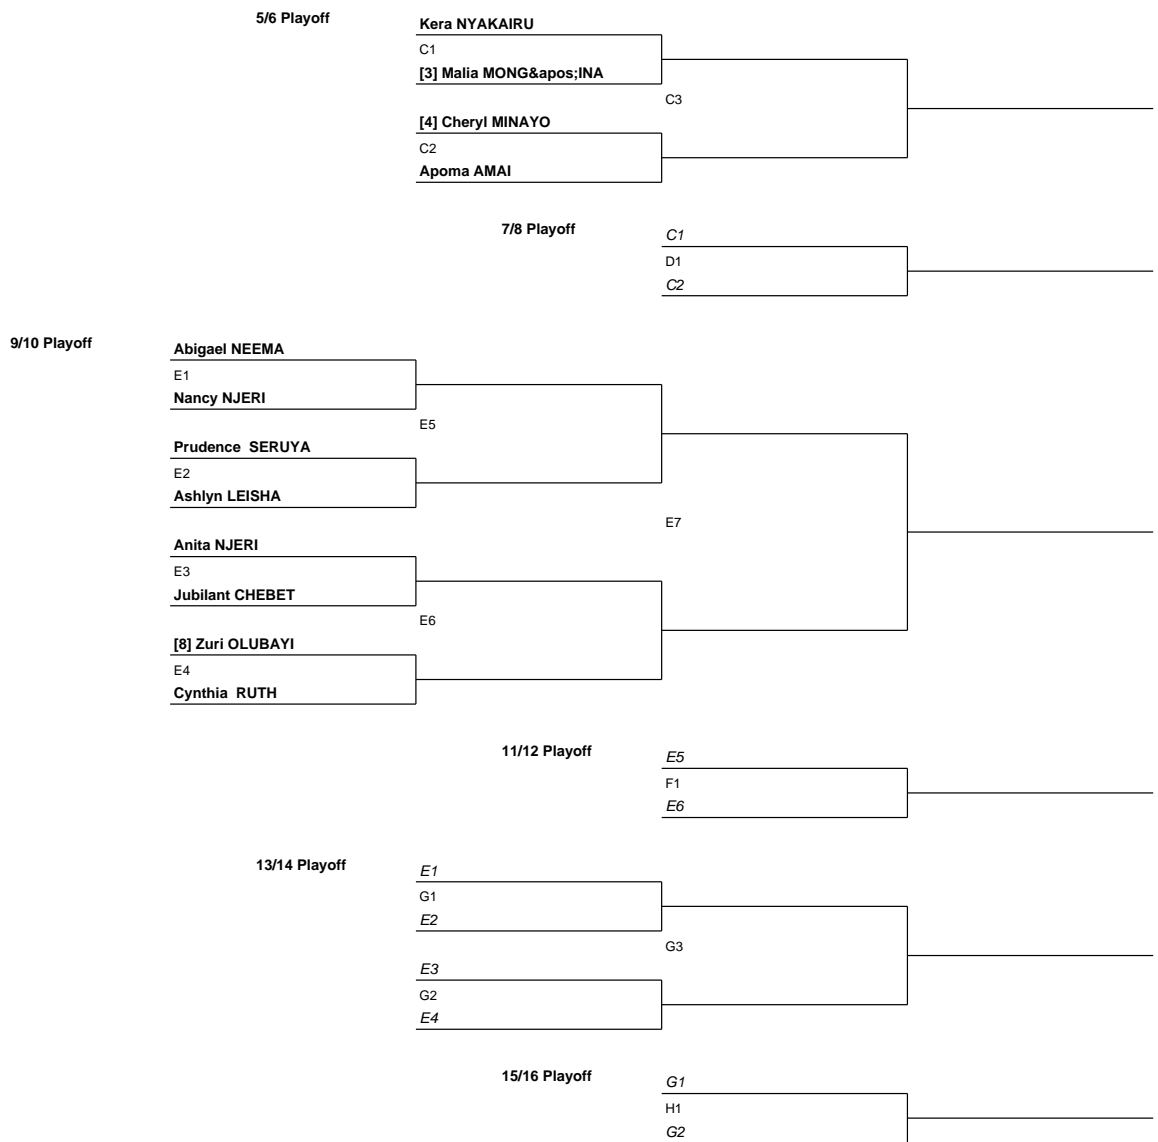 5/6 Playoff
Kera NYAKAIRU
C1
[3] Malia MONG&apos;INA
C3
[4] Cheryl MINAYO
C2
Apoma AMAI
7/8 Playoff
C1
D1
C2
9/10 Playoff
Abigael NEEMA
E1
Nancy NJERI
E5
Prudence  SERUYA
E2
Ashlyn LEISHA
E7
Anita NJERI
E3
Jubilant CHEBET
E6
[8] Zuri OLUBAYI
E4
Cynthia  RUTH
11/12 Playoff
E5
F1
E6
13/14 Playoff
E1
G1
E2
G3
E3
G2
E4
15/16 Playoff
G1
H1
G2